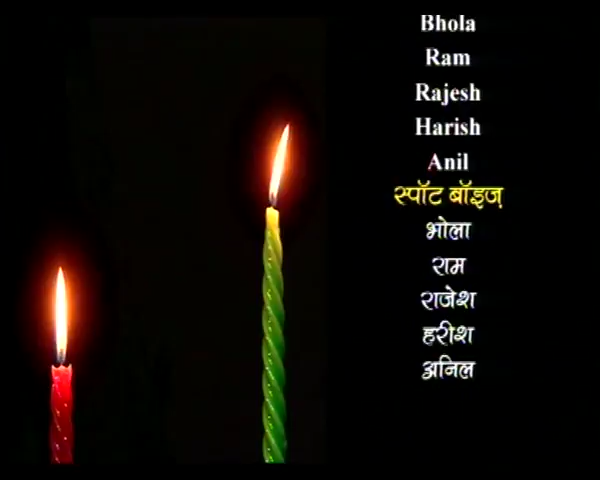 Bhola
Ram
Rajesh
Harish
Anil
स्पॉट बॉइज़
भोला
राम
राजेश
हरीश
अनिल